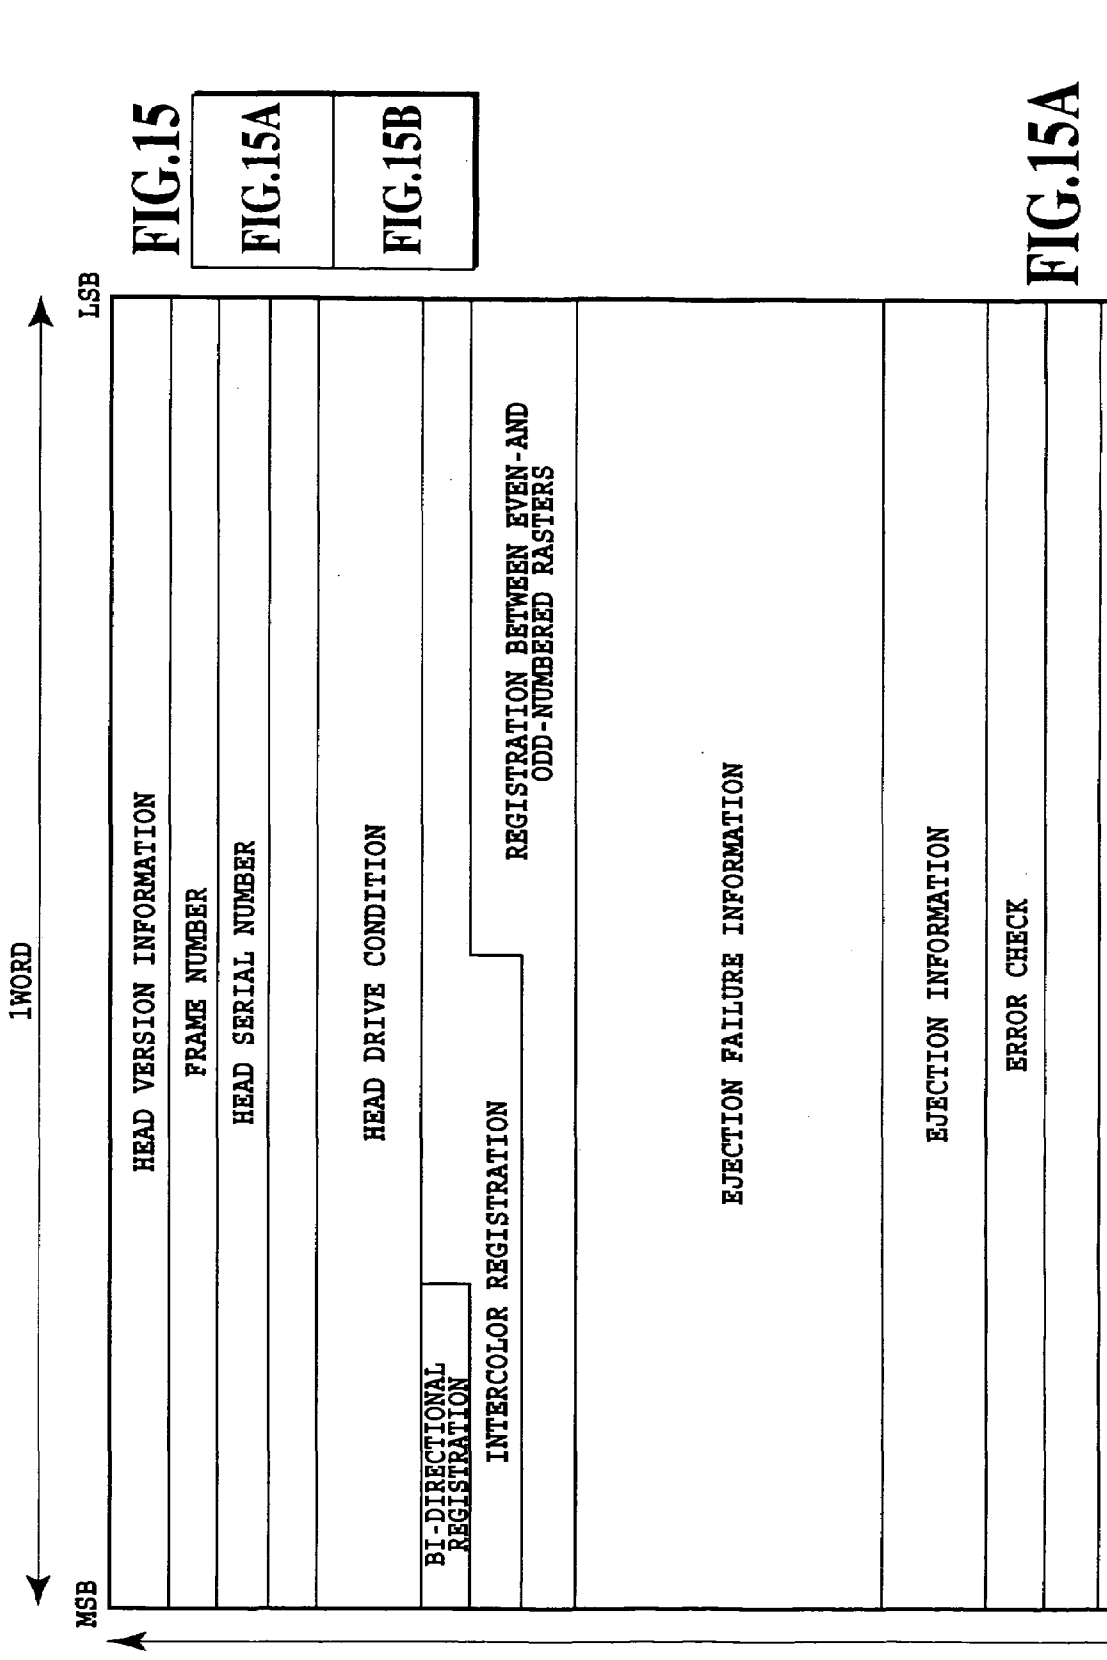 1WORD
MSB
LSB
HEAD VERSION INFORMATION
FRAME NUMBER
HEAD SERIAL NUMBER
HEAD DRIVE CONDITION
BI-DIRECTIONAL
REGISTRATION
INTERCOLOR REGISTRATION
REGISTRATION BETWEEN EVEN-AND
ODD-NUMBERED RASTERS
EJECTION FAILURE INFORMATION
EJECTION INFORMATION
ERROR CHECK
FIG.15
FIG.15A
FIG.15B
FIG.15A